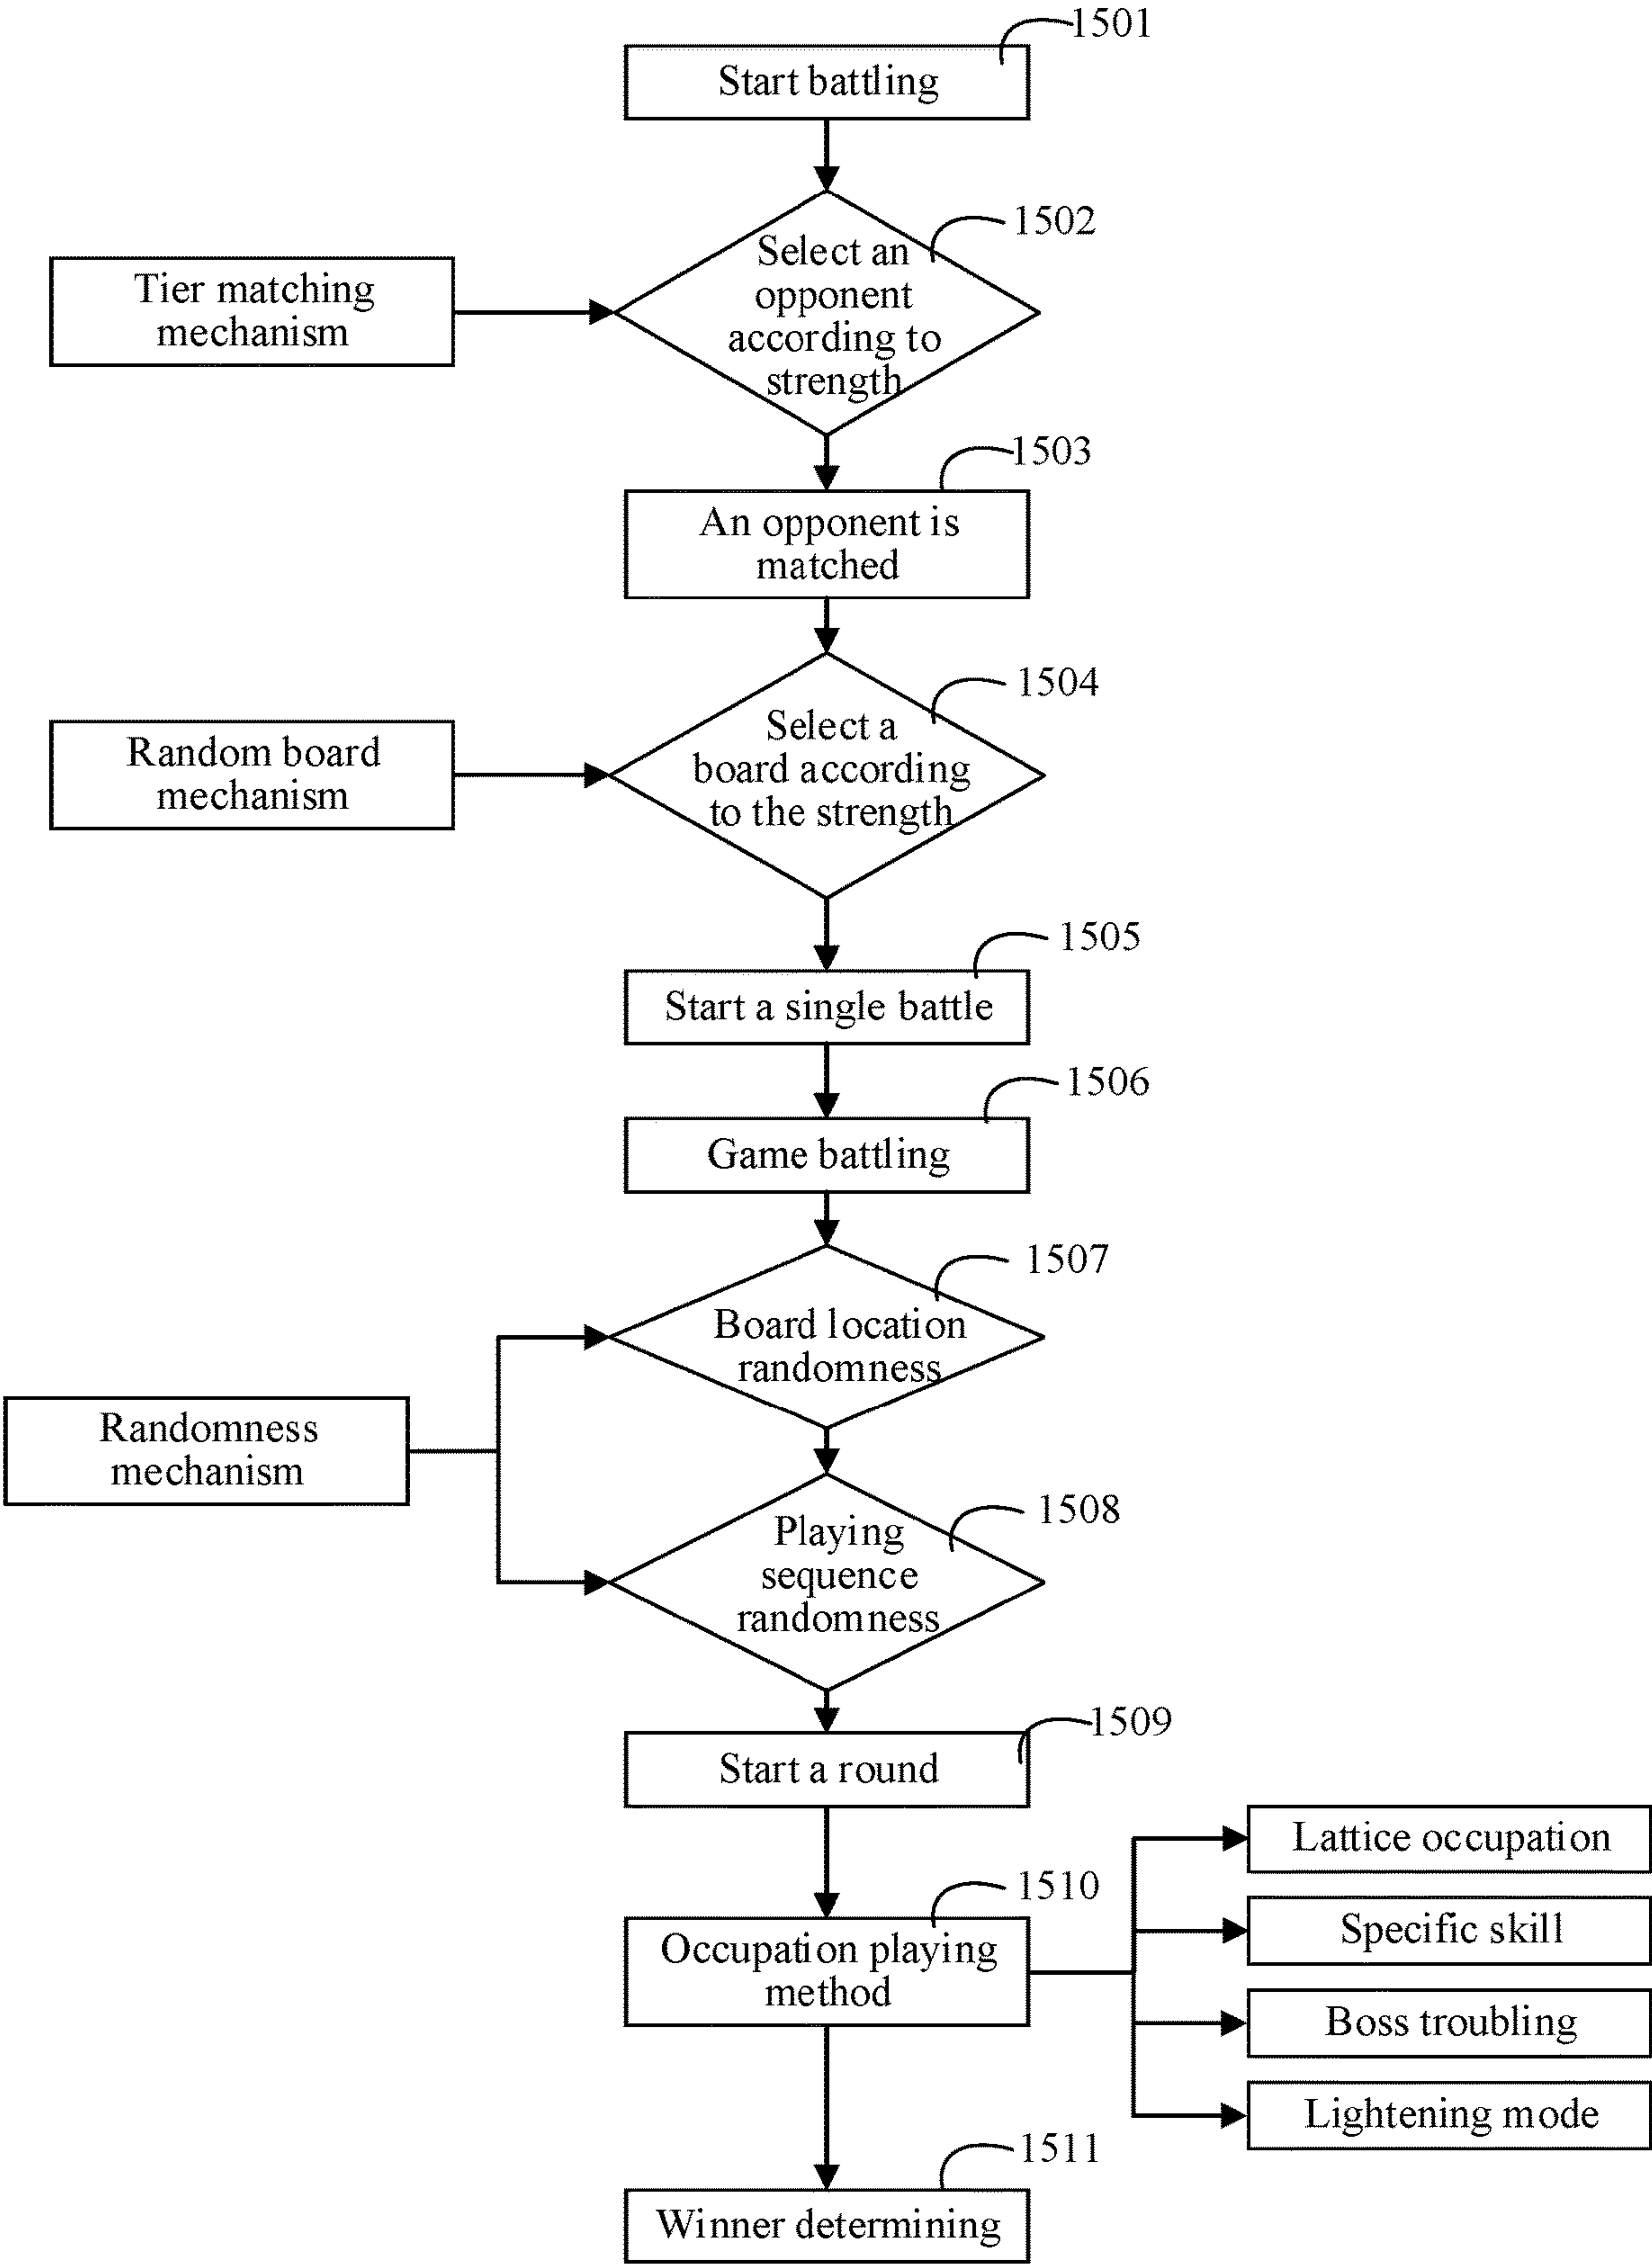 1501
Start battling
1502
Select an
opponent
according to
strength
Tier matching
mechanism
1503
An opponent is
matched
1504
Select a
board according
to the strength
Random board
mechanism
1505
Start a single battle
1506
Game battling
1507
Board location
randomness
Randomness
mechanism
1508
Playing
sequence
randomness
1509
Start a round
1510
Occupation playing
method
Lattice occupation
Specific skill
Boss troubling
Lightening mode
1511
Winner determining